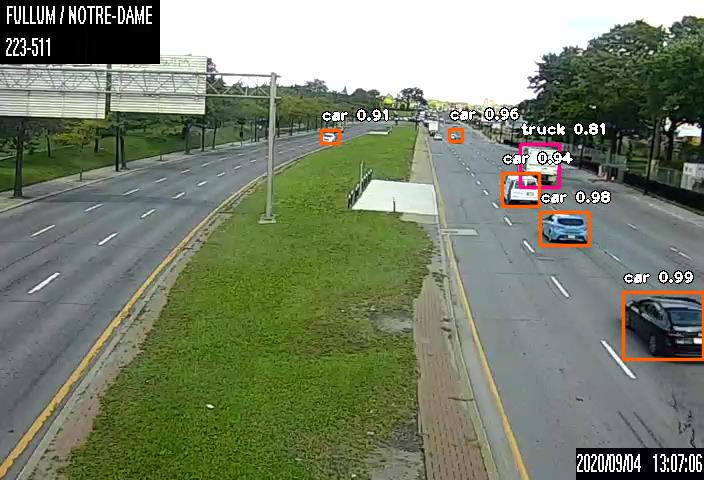 FULLUM / NOTRE-DAME
223-511
car 0.91
car 0.96
truck 0.81
car 0.94
car 0.98
car 0.99
2020/09/04 13:07:06